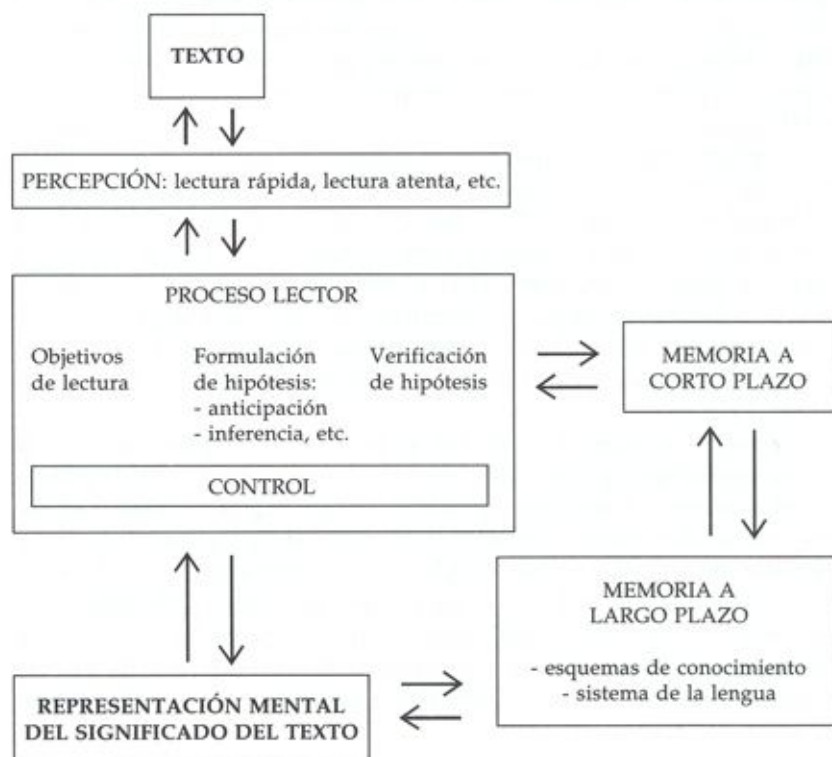 TEXTO
PERCEPCIÓN: lectura rápida, lectura atenta, etc.
PROCESO LECTOR
Objetivos
de lectura
Formulación
de hipótesis:
- anticipación
- inferencia, etc.
Verificación
de hipótesis
CONTROL
MEMORIA A
CORTO PLAZO
MEMORIA A
LARGO PLAZO
- esquemas de conocimiento
- sistema de la lengua
REPRESENTACIÓN MENTAL
DEL SIGNIFICADO DEL TEXTO